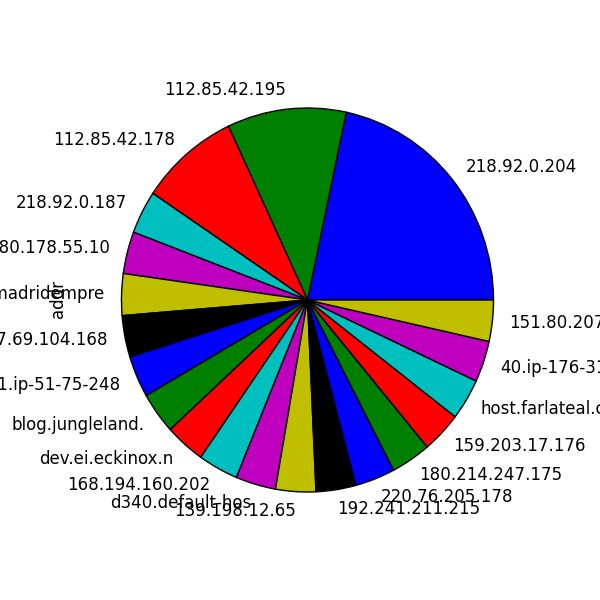 112.85.42.195
112.85.42.178
218.92.0.204
218.92.0.187
80.178.55.10
addr
151.80.207
7.69.104.168
40.ip-176-31
1.ip-51-75-248
host.farlateal.c
blog.jungleland.
159.203.17.176
dev.ei.eckinox.n
180.214.247.175
168.194.160.202
220.76.205.178
d340.default-hos
139.198.12.65
192.241.211.215